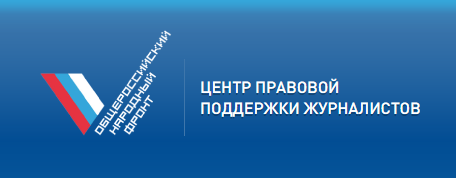 ОБЩЕРОССИЙСКИЙ
НАРОДНЫЙ
ФРОНТ
ЦЕНТР ПРАВОВОЙ
ПОДДЕРЖКИ ЖУРНАЛИСТОВ